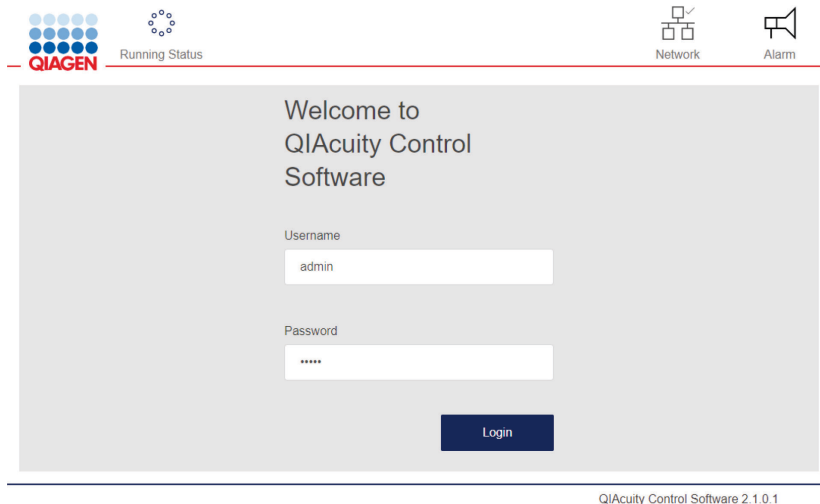 QIAGEN
Running Status
Network
Alarm
Welcome to
QIAcuity Control
Software
Username
admin
Password
•••••
Login
QIAcuity Control Software 2.1.0.1